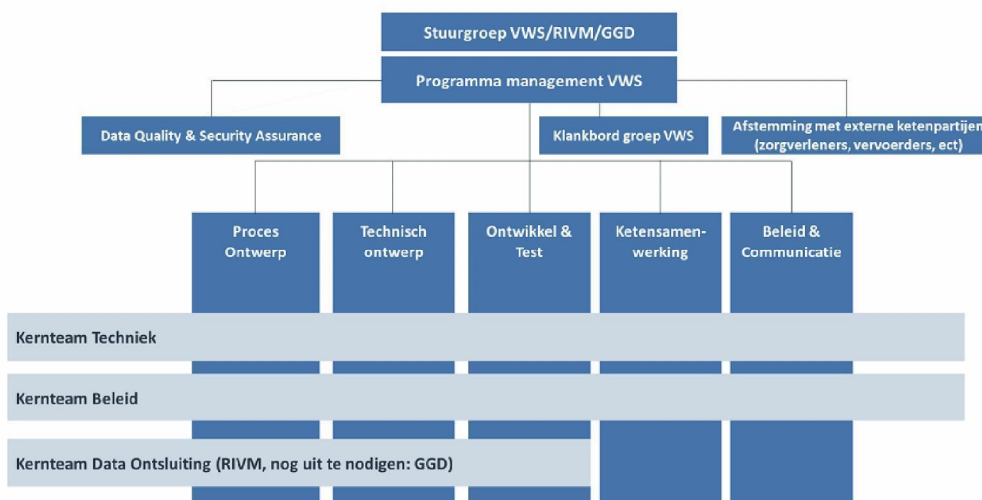 Stuurgroep VWS/RIVM/GGD
Programma management VWS
Data Quality & Security Assurance
Klankbord groep VWS
Afstemming met externe ketenpartijen
(zorgverleners, vervoerders, ect)
Proces
Ontwerp
Technisch
ontwerp
Ontwikkel &
Test
Ketensamen-
werking
Beleid &
Communicatie
Kernteam Techniek
Kernteam Beleid
Kernteam Data Ontsluiting (RIVM, nog uit te nodigen: GGD)